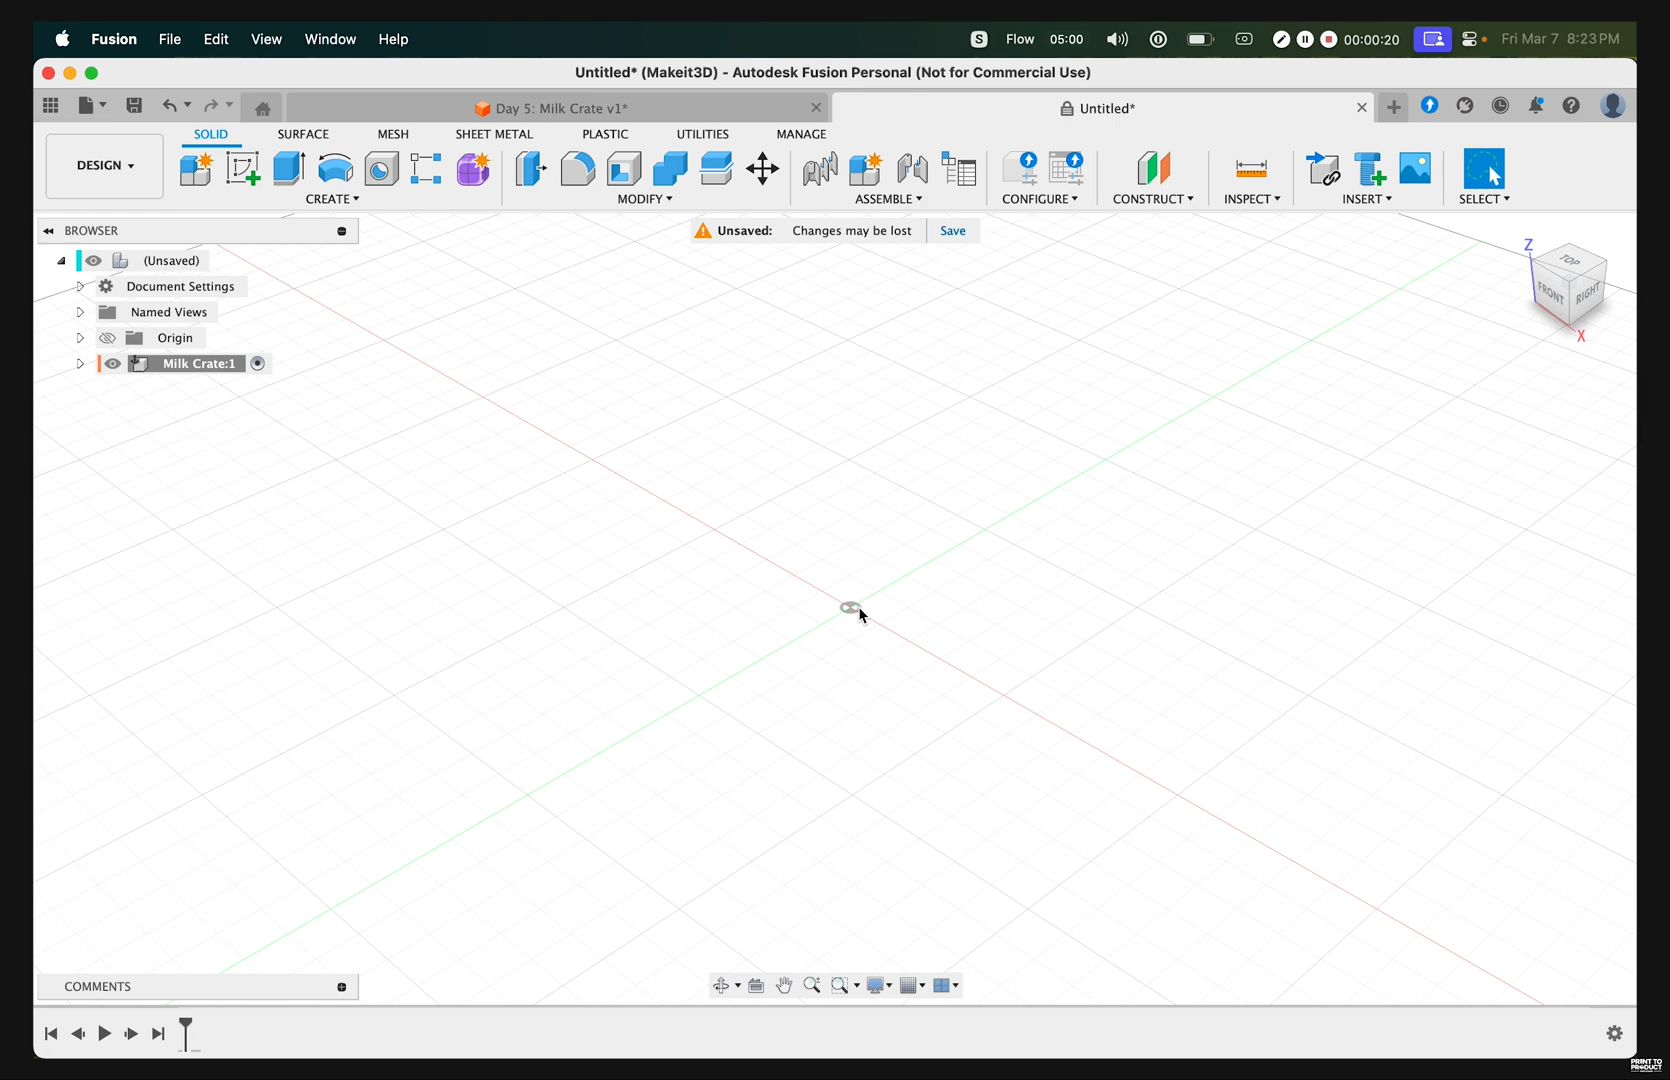 Fusion File Edit View Window Help S Flow 05:00 00:00:20 Fri Mar 7 8:23 PM
Untitled* (Makeit3D) - Autodesk Fusion Personal (Not for Commercial Use)
Day 5: Milk Crate v1* Untitled*
SOLID SURFACE MESH SHEET METAL PLASTIC UTILITIES MANAGE
DESIGN
CREATE MODIFY ASSEMBLE CONFIGURE CONSTRUCT INSPECT INSERT SELECT
BROWSER Unsaved: Changes may be lost Save
(Unsaved)
Document Settings
Named Views
Origin
Milk Crate:1
Z
TOP
FRONT RIGHT
X
COMMENTS
PRINT TO
PRODUCT